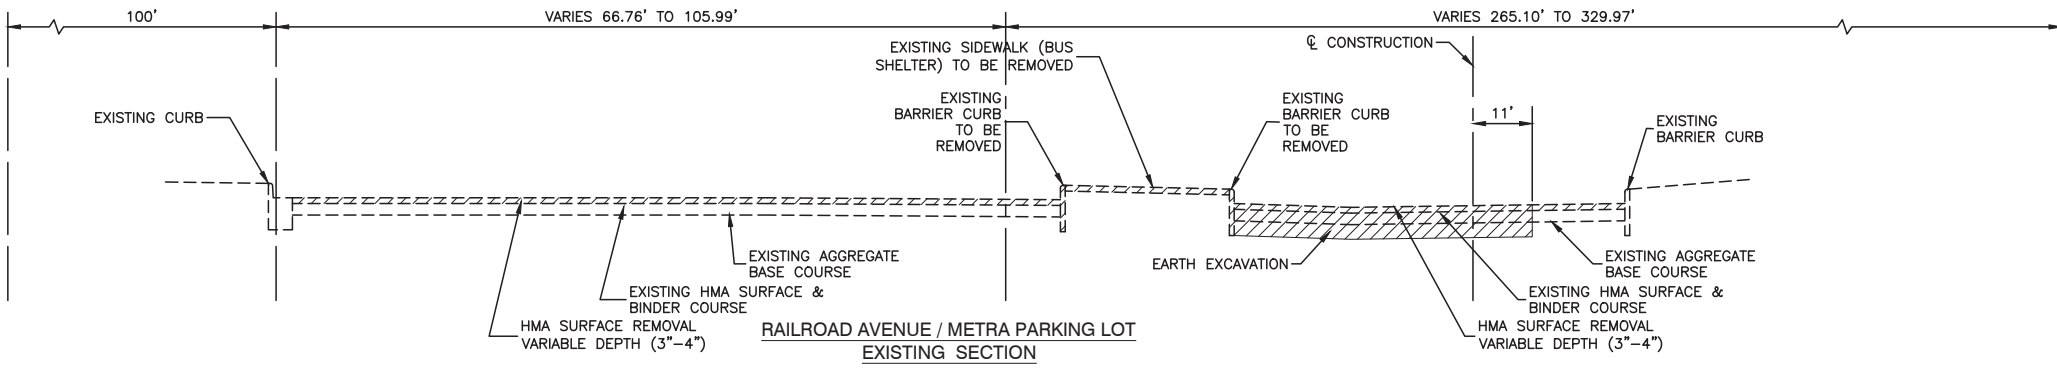 100'
VARIES 66.76' TO 105.99'
VARIES 265.10' TO 329.97'
EXISTING SIDEWALK (BUS
SHELTER) TO BE REMOVED
℄ CONSTRUCTION
EXISTING CURB
EXISTING
BARRIER CURB
TO BE
REMOVED
EXISTING
BARRIER CURB
TO BE
REMOVED
11'
EXISTING
BARRIER CURB
EXISTING AGGREGATE
BASE COURSE
EXISTING HMA SURFACE &
BINDER COURSE
HMA SURFACE REMOVAL
VARIABLE DEPTH (3"-4")
EARTH EXCAVATION
EXISTING AGGREGATE
BASE COURSE
EXISTING HMA SURFACE &
BINDER COURSE
HMA SURFACE REMOVAL
VARIABLE DEPTH (3"-4")
RAILROAD AVENUE / METRA PARKING LOT
EXISTING SECTION